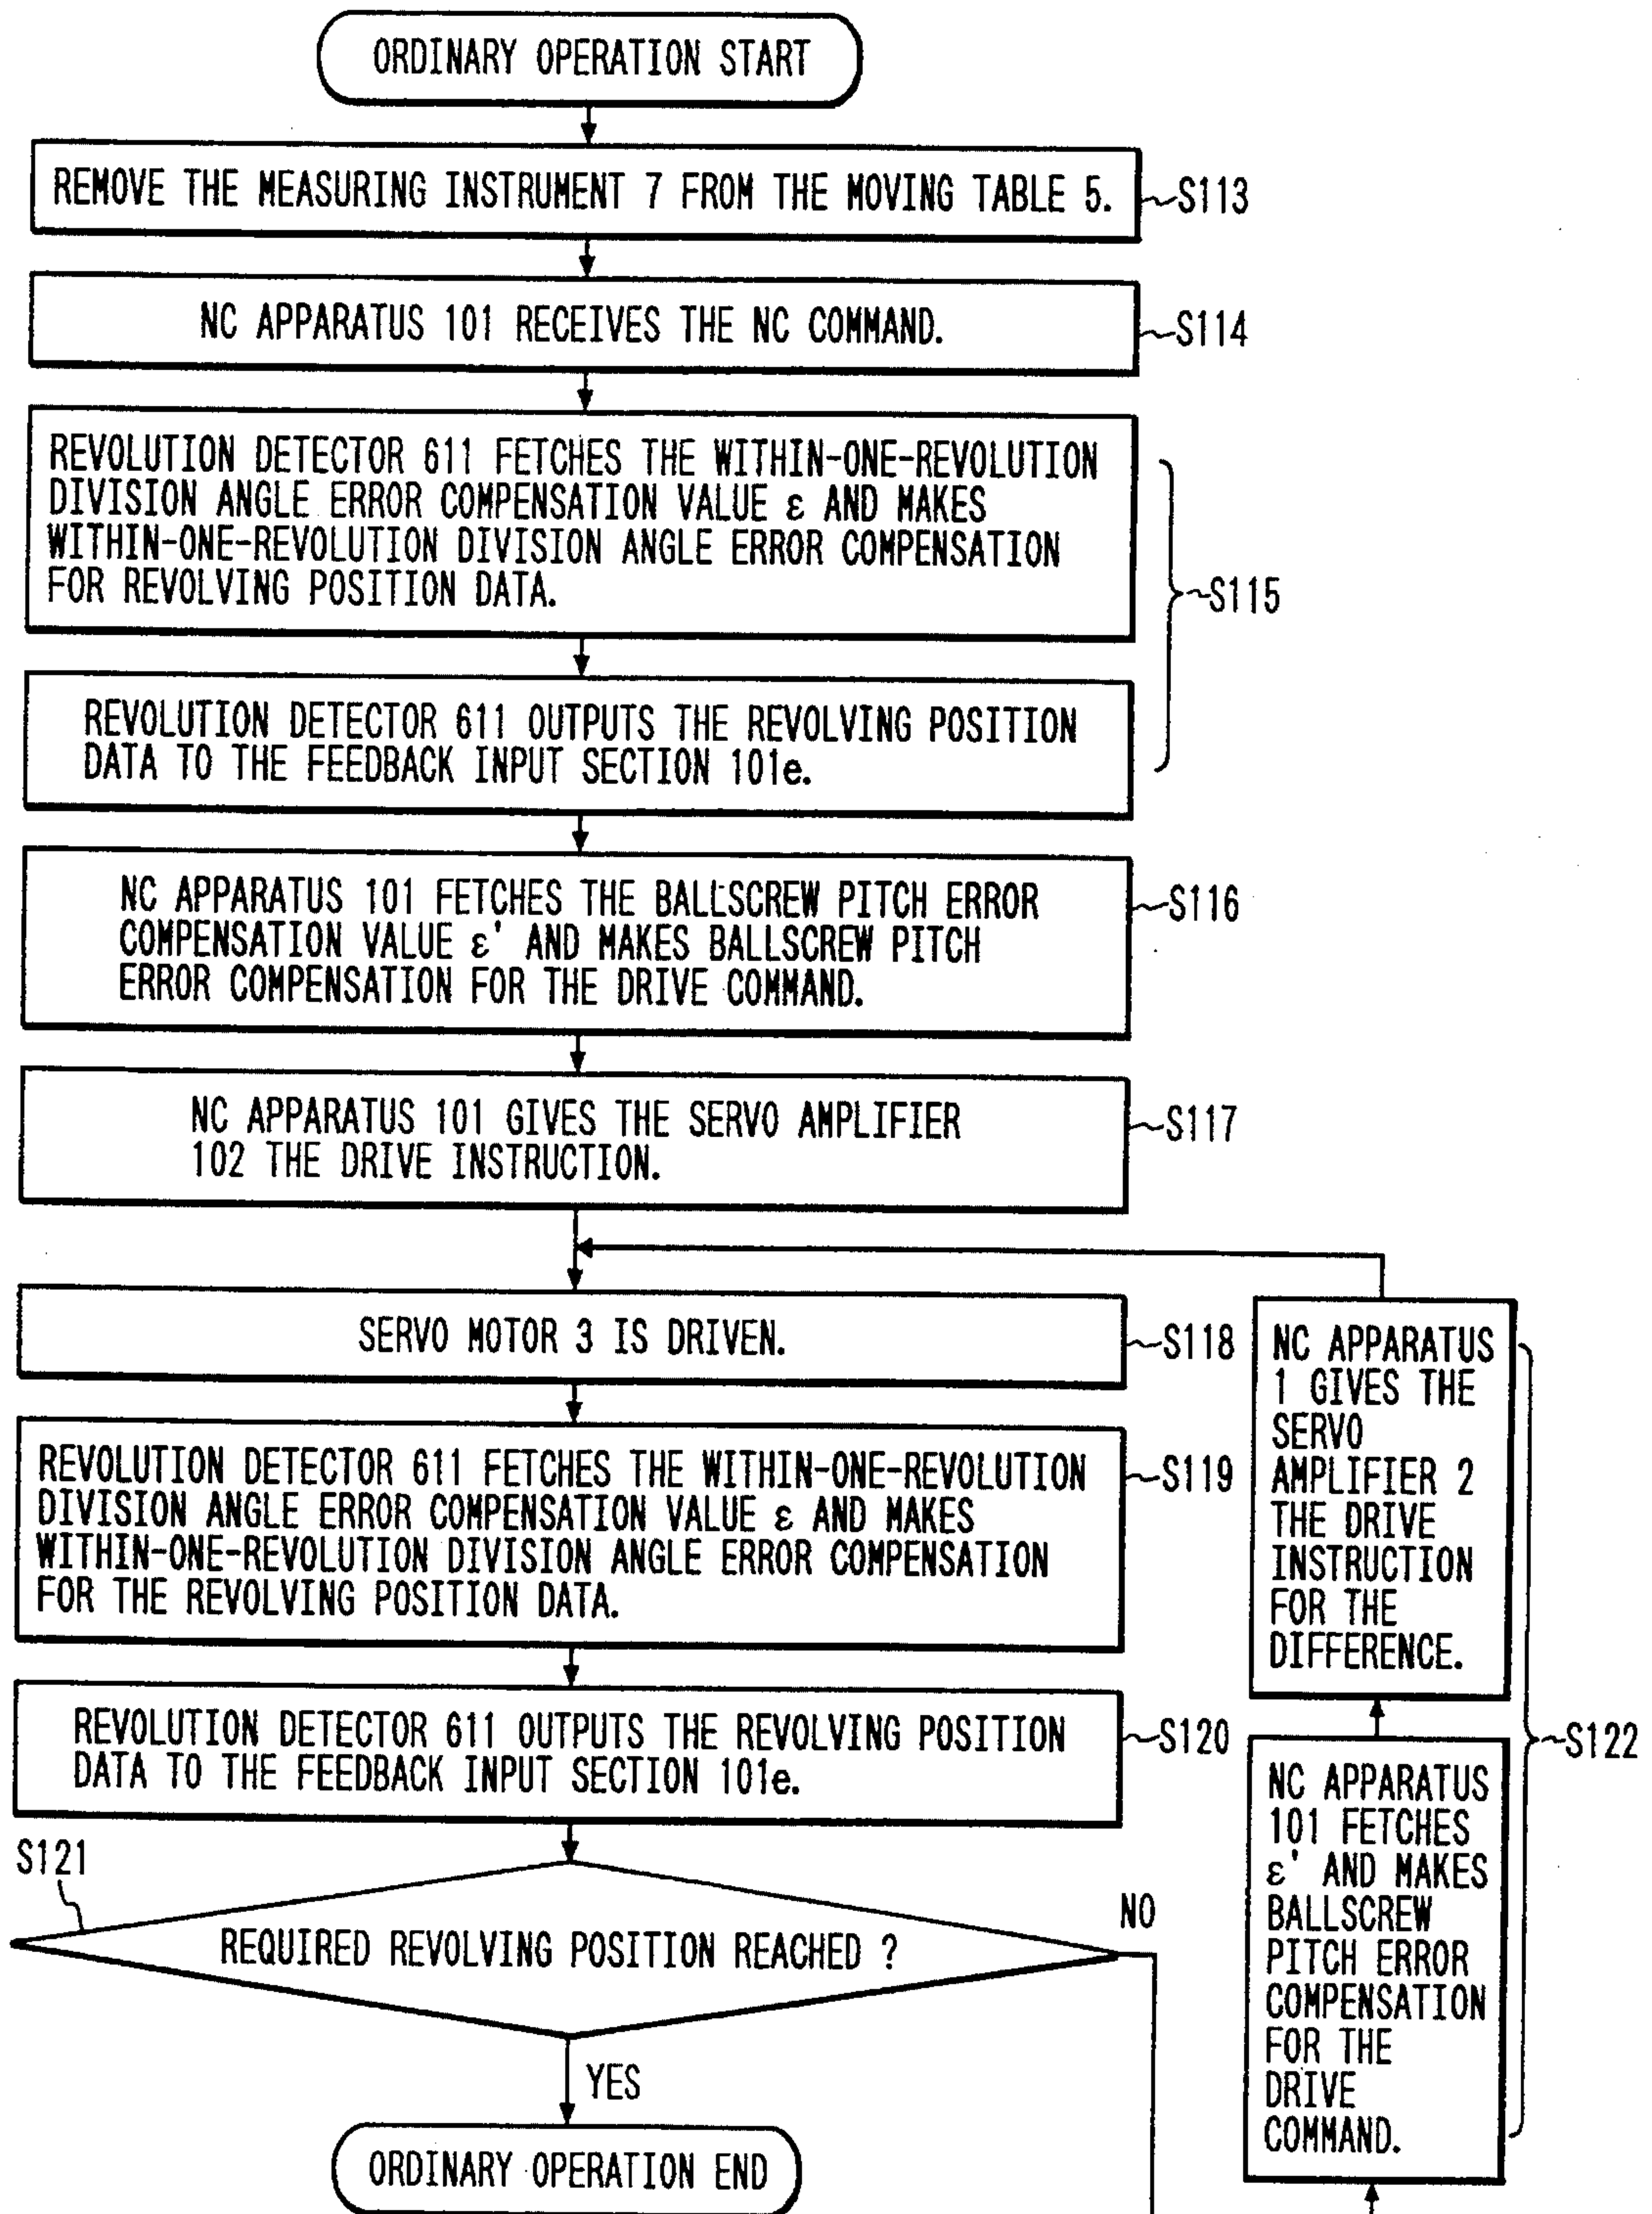 ORDINARY OPERATION START
REMOVE THE MEASURING INSTRUMENT 7 FROM THE MOVING TABLE 5.
S113
NC APPARATUS 101 RECEIVES THE NC COMMAND.
S114
REVOLUTION DETECTOR 611 FETCHES THE WITHIN-ONE-REVOLUTION
DIVISION ANGLE ERROR COMPENSATION VALUE ε AND MAKES
WITHIN-ONE-REVOLUTION DIVISION ANGLE ERROR COMPENSATION
FOR REVOLVING POSITION DATA.
S115
REVOLUTION DETECTOR 611 OUTPUTS THE REVOLVING POSITION
DATA TO THE FEEDBACK INPUT SECTION 101e.
NC APPARATUS 101 FETCHES THE BALLSCREW PITCH ERROR
COMPENSATION VALUE ε' AND MAKES BALLSCREW PITCH
ERROR COMPENSATION FOR THE DRIVE COMMAND.
S116
NC APPARATUS 101 GIVES THE SERVO AMPLIFIER
102 THE DRIVE INSTRUCTION.
S117
SERVO MOTOR 3 IS DRIVEN.
S118
REVOLUTION DETECTOR 611 FETCHES THE WITHIN-ONE-REVOLUTION
DIVISION ANGLE ERROR COMPENSATION VALUE ε AND MAKES
WITHIN-ONE-REVOLUTION DIVISION ANGLE ERROR COMPENSATION
FOR THE REVOLVING POSITION DATA.
S119
REVOLUTION DETECTOR 611 OUTPUTS THE REVOLVING POSITION
DATA TO THE FEEDBACK INPUT SECTION 101e.
S120
S121
REQUIRED REVOLVING POSITION REACHED ?
NO
YES
ORDINARY OPERATION END
NC APPARATUS
1 GIVES THE
SERVO
AMPLIFIER 2
THE DRIVE
INSTRUCTION
FOR THE
DIFFERENCE.
S122
NC APPARATUS
101 FETCHES
ε' AND MAKES
BALLSCREW
PITCH ERROR
COMPENSATION
FOR THE
DRIVE
COMMAND.